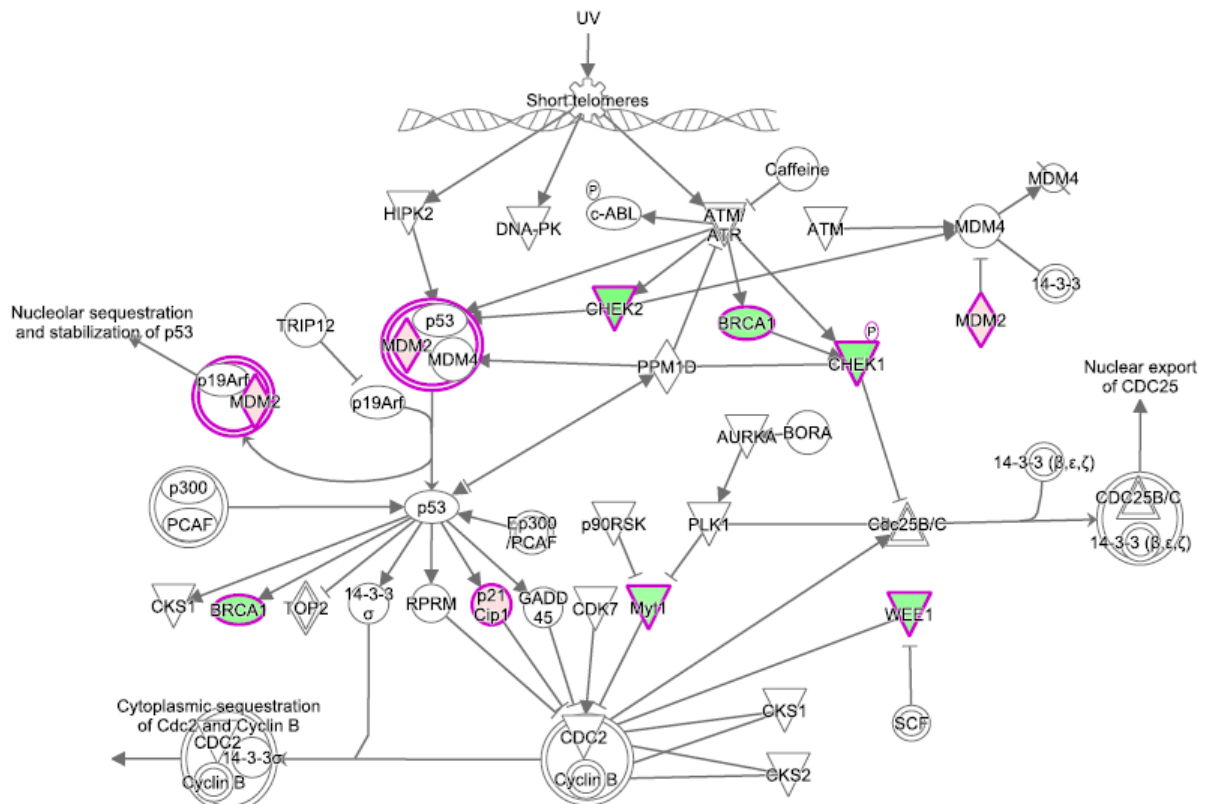 UV
Short telomeres
Caffeine
MDM4
P
HIPK2
DNA-PK
c-ABL
ATM/
ATR
ATM
MDM4
14-3-3
Nucleolar sequestration
and stabilization of p53
TRIP12
p53
MDM2
MDM4
CHEK2
BRCA1
P
MDM2
p19Arf
MDM2
p19Arf
PPM1D
CHEK1
Nuclear export
of CDC25
AURKA
BORA
14-3-3 (β,ε,ζ)
p300
PCAF
p53
Ep300
/PCAF
p90RSK
PLK1
Cdc25B/C
CDC25B/C
14-3-3 (β,ε,ζ)
CKS1
BRCA1
TOP2
14-3-3
σ
RPRM
p21
Cip1
GADD
45
CDK7
Myt1
WEE1
Cytoplasmic sequestration
of Cdc2 and Cyclin B
CDC2
14-3-3σ
Cyclin B
CDC2
Cyclin B
CKS1
CKS2
SCF